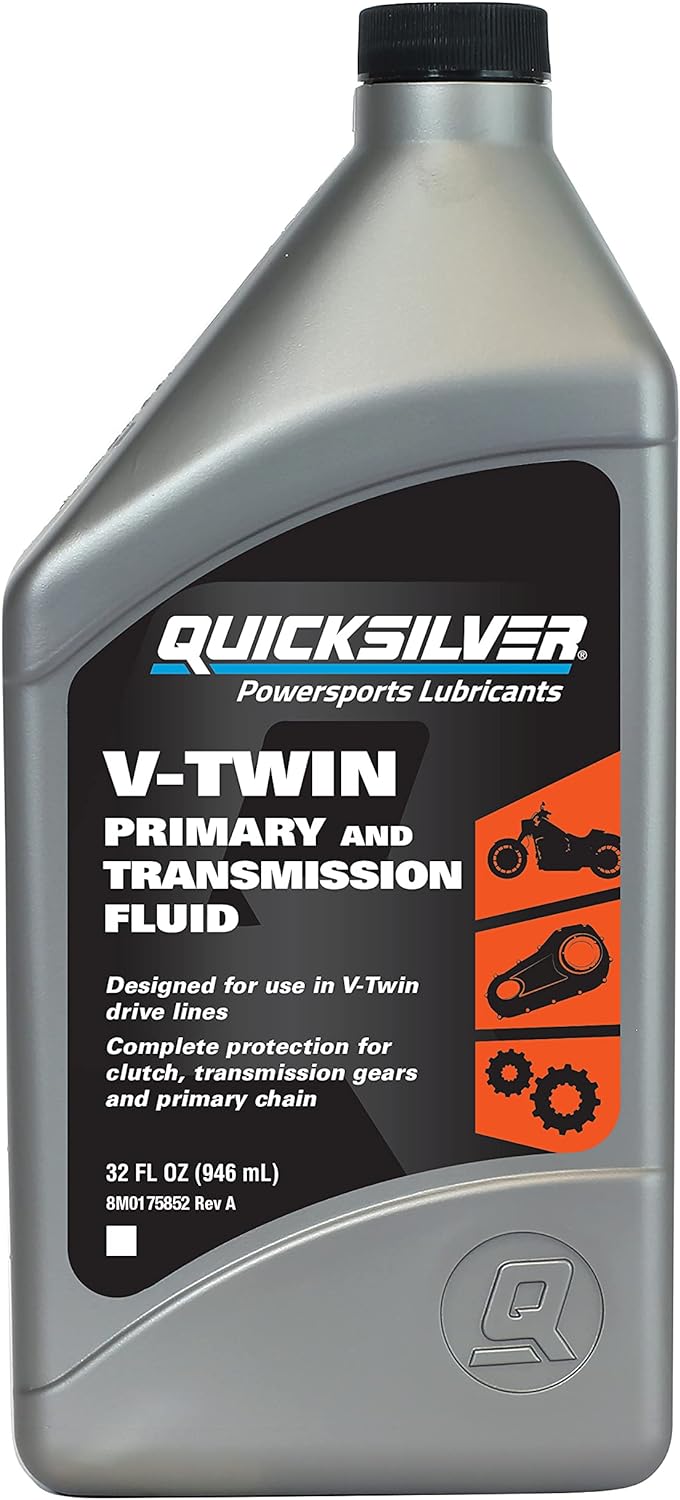 QUICKSILVER®
Powersports Lubricants
V-TWIN
PRIMARY AND
TRANSMISSION
FLUID
Designed for use in V-Twin
drive lines
Complete protection for
clutch, transmission gears
and primary chain
32 FL OZ (946 mL)
8M0175852 Rev A
Q